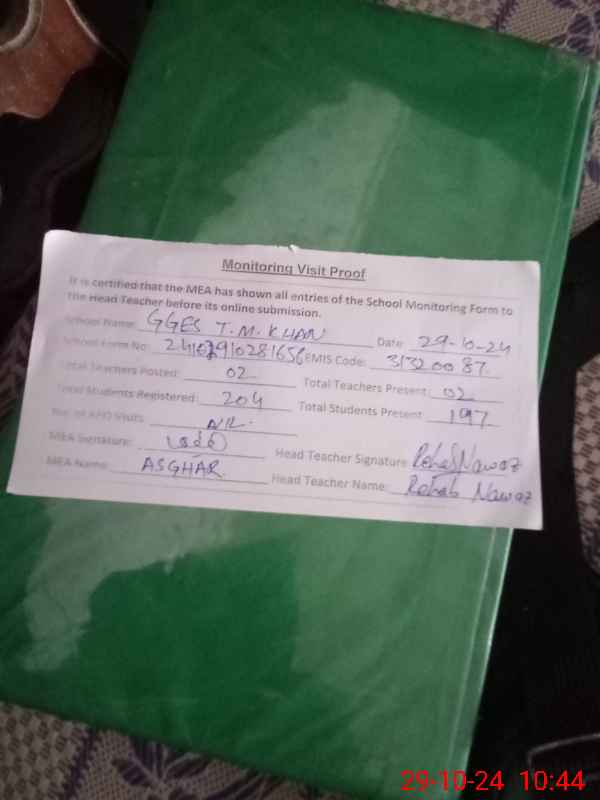 Monitoring Visit Proof
It is certified that the MEA has shown all entries of the School Monitoring Form to
the Head Teacher before its online submission.
School Name: GGES T.M. KHAN Date 29-10-24
School Form No: EMIS Code: 31320087
Total Teachers Posted: 02 Total Teachers Present: 02
Total Students Registered: 204 Total Students Present 197
No. of AEO Visits NIL
MEA Signature: Head Teacher Signature Nawaz
MEA Name: ASGHAR. Head Teacher Name: Nawaz
29-10-24 10:44